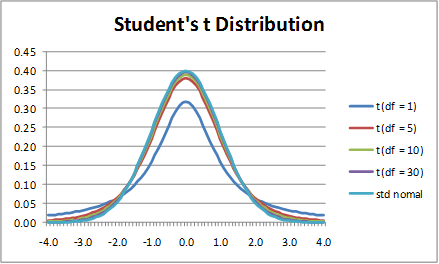 Student's t Distribution
0.45
0.40
0.35
0.30
0.25
0.20
0.15
0.10
0.05
0.00
-4.0 -3.0 -2.0 -1.0 0.0 1.0 2.0 3.0 4.0
t (df = 1)
t (df = 5)
t (df = 10)
t (df = 30)
std nomal